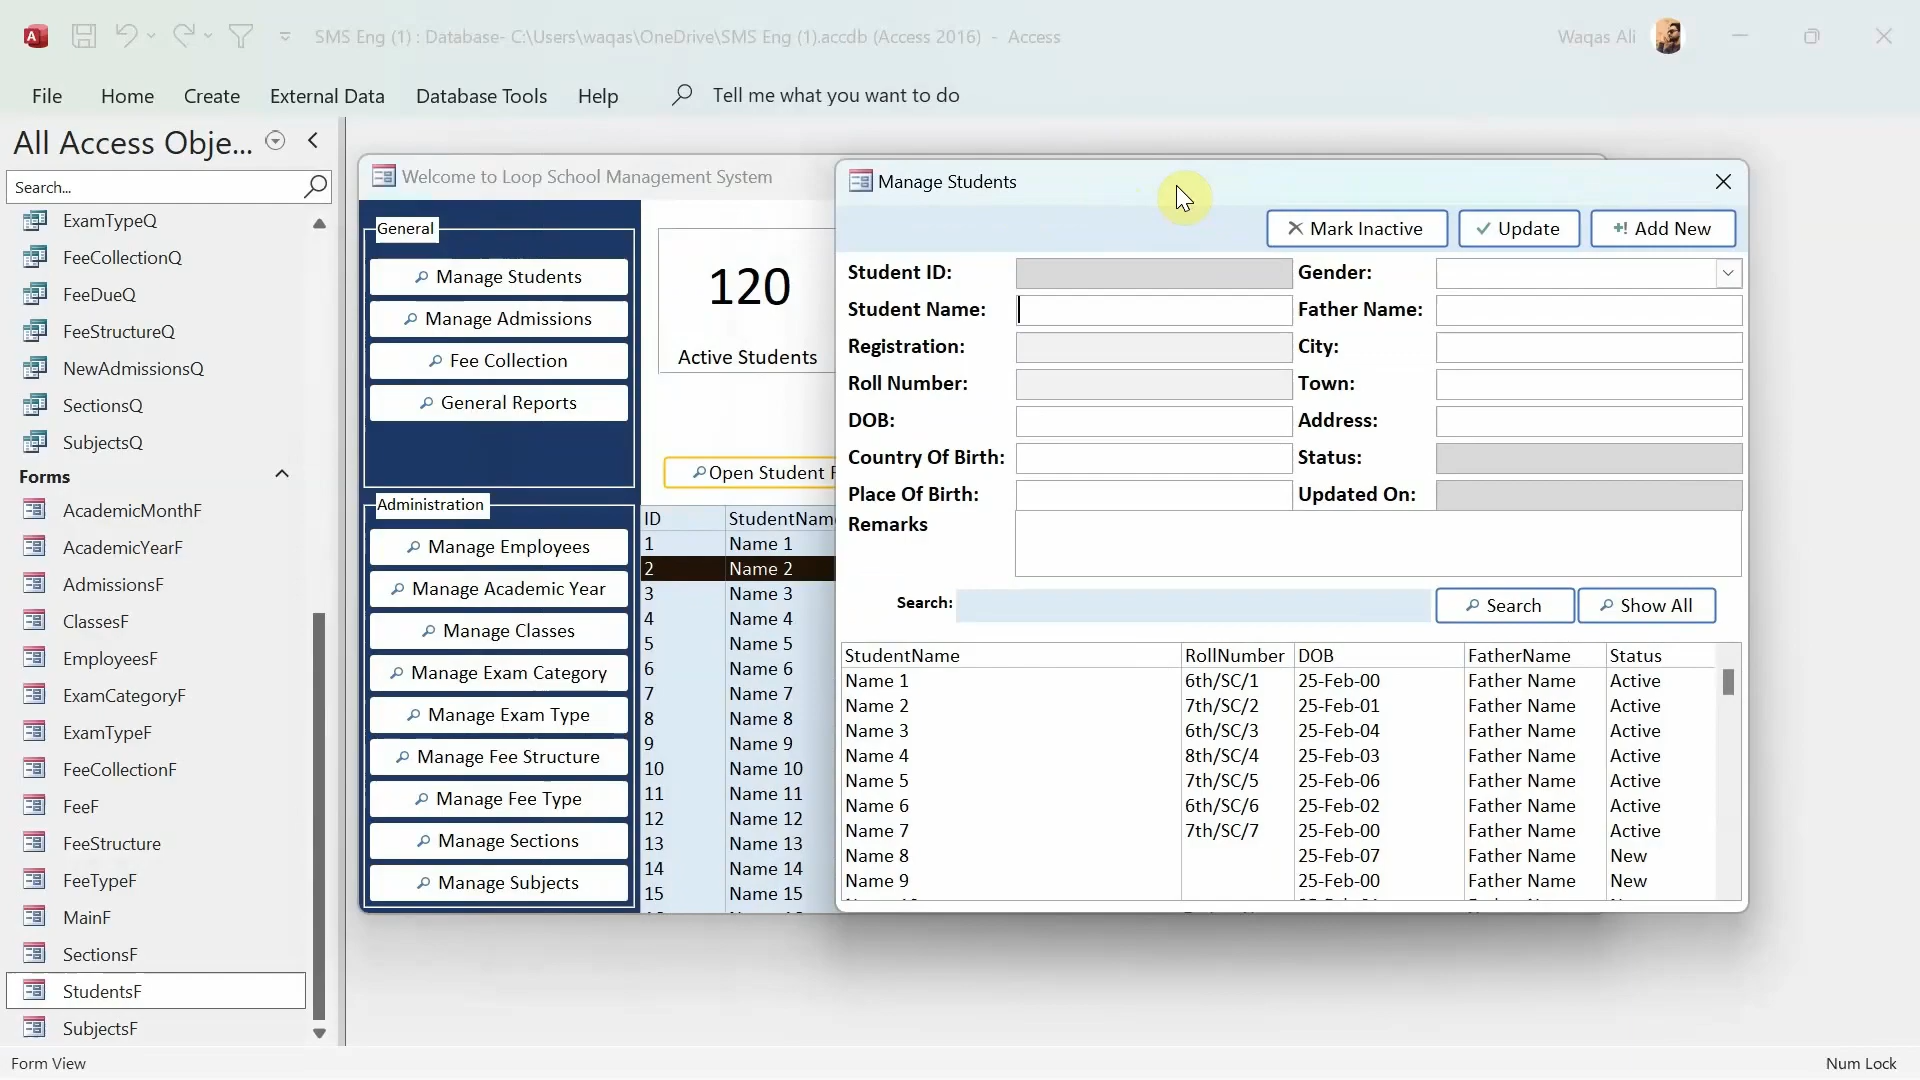 SMS Eng (1) : Database- C:\Users\waqas\OneDrive\SMS Eng (1).accdb (Access 2016) - Access
Waqas Ali
File Home Create External Data Database Tools Help Tell me what you want to do
All Access Obje...
Search...
ExamTypeQ
FeeCollectionQ
FeeDueQ
FeeStructureQ
NewAdmissionsQ
SectionsQ
SubjectsQ
Forms
AcademicMonthF
AcademicYearF
AdmissionsF
ClassesF
EmployeesF
ExamCategoryF
ExamTypeF
FeeCollectionF
FeeF
FeeStructure
FeeTypeF
MainF
SectionsF
StudentsF
SubjectsF
Welcome to Loop School Management System
General
Manage Students
Manage Admissions
Fee Collection
General Reports
Administration
Manage Employees
Manage Academic Year
Manage Classes
Manage Exam Category
Manage Exam Type
Manage Fee Structure
Manage Fee Type
Manage Sections
Manage Subjects
120
Active Students
Open Student
ID StudentName
1 Name 1
2 Name 2
3 Name 3
4 Name 4
5 Name 5
6 Name 6
7 Name 7
8 Name 8
9 Name 9
10 Name 10
11 Name 11
12 Name 12
13 Name 13
14 Name 14
15 Name 15
Manage Students
Mark Inactive Update Add New
Student ID: Gender:
Student Name: Father Name:
Registration: City:
Roll Number: Town:
DOB: Address:
Country Of Birth: Status:
Place Of Birth: Updated On:
Remarks
Search: Search Show All
StudentName RollNumber DOB FatherName Status
Name 1 6th/SC/1 25-Feb-00 Father Name Active
Name 2 7th/SC/2 25-Feb-01 Father Name Active
Name 3 6th/SC/3 25-Feb-04 Father Name Active
Name 4 8th/SC/4 25-Feb-03 Father Name Active
Name 5 7th/SC/5 25-Feb-06 Father Name Active
Name 6 6th/SC/6 25-Feb-02 Father Name Active
Name 7 7th/SC/7 25-Feb-00 Father Name Active
Name 8 25-Feb-07 Father Name New
Name 9 25-Feb-00 Father Name New
Form View
Num Lock